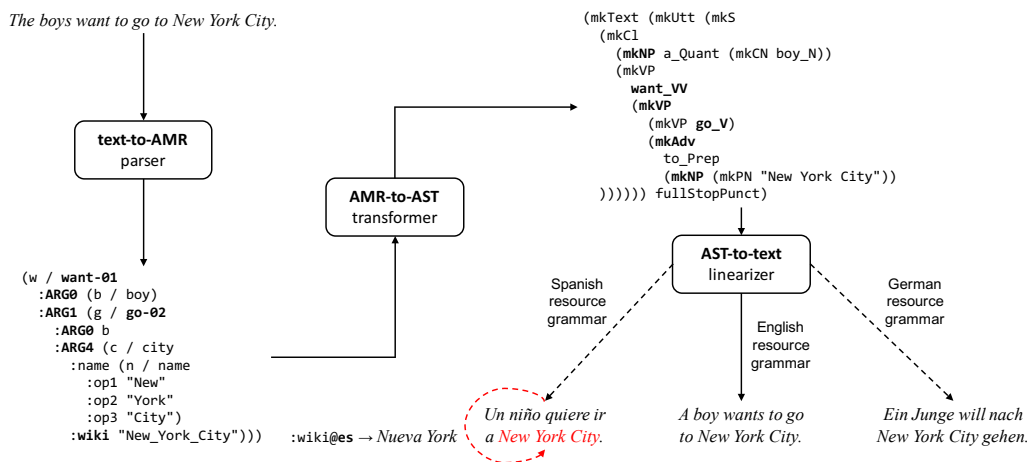 The boys want to go to New York City.
text-to-AMR
parser
(w / want-01
:ARG0 (b / boy)
:ARG1 (g / go-02
:ARG0 b
:ARG4 (c / city
:name (n / name
:op1 "New"
:op2 "York"
:op3 "City")
:wiki "New_York_City")))
AMR-to-AST
transformer
(mkText (mkUtt (mkS
(mkCl
(mkNP a_Quant (mkCN boy_N))
(mkVP
want_VV
(mkVP
(mkVP go_V)
(mkAdv
to_Prep
(mkNP (mkPN "New York City"))
)))))) fullStopPunct)
AST-to-text
linearizer
Spanish
resource
grammar
English
resource
grammar
German
resource
grammar
:wiki@es → Nueva York
Un niño quiere ir
a New York City.
A boy wants to go
to New York City.
Ein Junge will nach
New York City gehen.